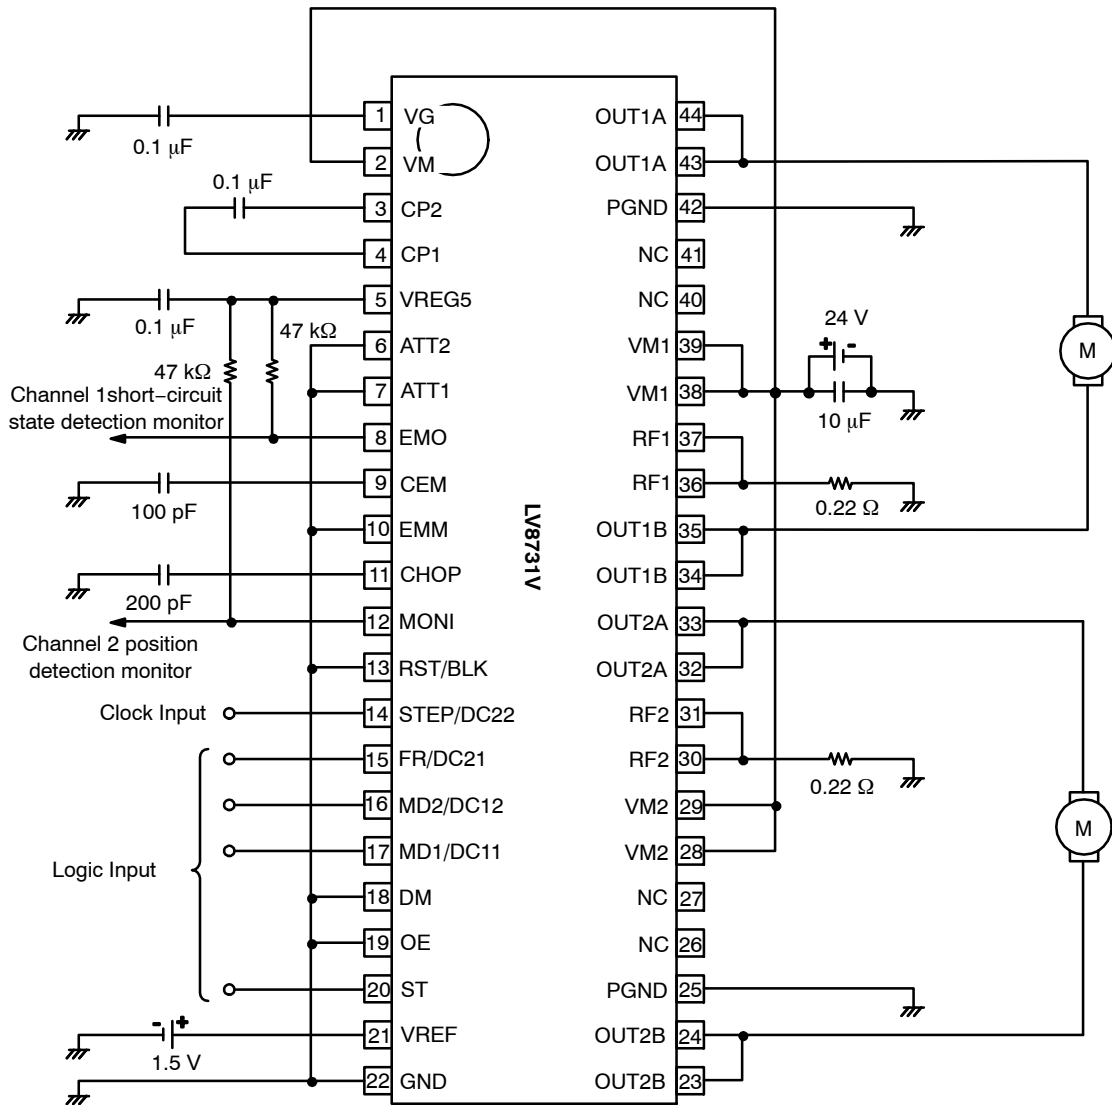 1 VG
0.1 μF
2 VM
0.1 μF
3 CP2
4 CP1
5 VREG5
0.1 μF
47 kΩ
6 ATT2
47 kΩ
7 ATT1
Channel 1short−circuit
state detection monitor
8 EMO
9 CEM
100 pF
10 EMM
11 CHOP
200 pF
12 MONI
Channel 2 position
detection monitor
13 RST/BLK
Clock Input
14 STEP/DC22
15 FR/DC21
16 MD2/DC12
17 MD1/DC11
Logic Input
18 DM
19 OE
20 ST
- +
21 VREF
1.5 V
22 GND
LV8731V
OUT1A 44
OUT1A 43
PGND 42
NC 41
NC 40
24 V
+ -
VM1 39
VM1 38
10 μF
M
RF1 37
RF1 36
0.22 Ω
OUT1B 35
OUT1B 34
OUT2A 33
OUT2A 32
RF2 31
RF2 30
0.22 Ω
VM2 29
M
VM2 28
NC 27
NC 26
PGND 25
OUT2B 24
OUT2B 23